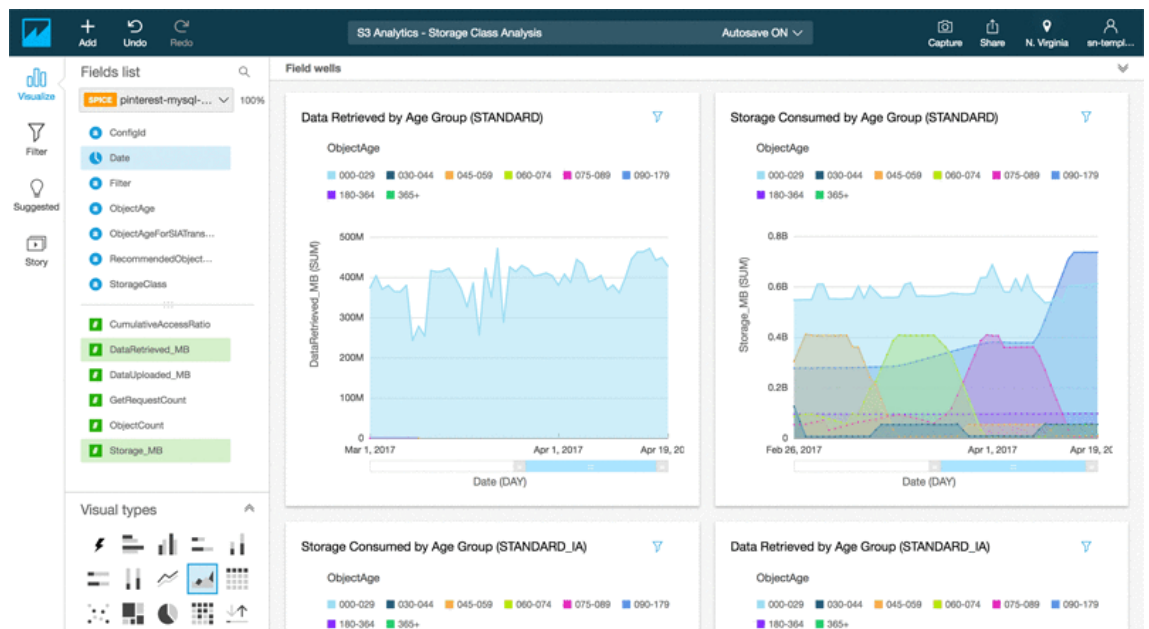 Add Undo Redo S3 Analytics - Storage Class Analysis Autosave ON Capture Share N. Virginia sn-templ...
Visualize
Filter
Suggested
Story
Fields list
SPICE pinterest-mysql-... 100%
ConfigId
Date
Filter
ObjectAge
ObjectAgeForSIATrans...
RecommendedObject...
StorageClass
CumulativeAccessRatio
DataRetrieved_MB
DataUploaded_MB
GetRequestCount
ObjectCount
Storage_MB
Visual types
Field wells
Data Retrieved by Age Group (STANDARD)
ObjectAge
000-029 030-044 045-059 060-074 075-089 090-179
180-364 365+
DataRetrieved_MB (SUM)
500M
400M
300M
200M
100M
0
Mar 1, 2017 Apr 1, 2017 Apr 19, 20
Date (DAY)
Storage Consumed by Age Group (STANDARD)
ObjectAge
000-029 030-044 045-059 060-074 075-089 090-179
180-364 365+
Storage_MB (SUM)
0.8B
0.6B
0.4B
0.2B
0
Feb 26, 2017 Apr 1, 2017 Apr 19, 20
Date (DAY)
Storage Consumed by Age Group (STANDARD_IA)
ObjectAge
000-029 030-044 045-059 060-074 075-089 090-179
180-364 365+
Data Retrieved by Age Group (STANDARD_IA)
ObjectAge
000-029 030-044 045-059 060-074 075-089 090-179
180-364 365+